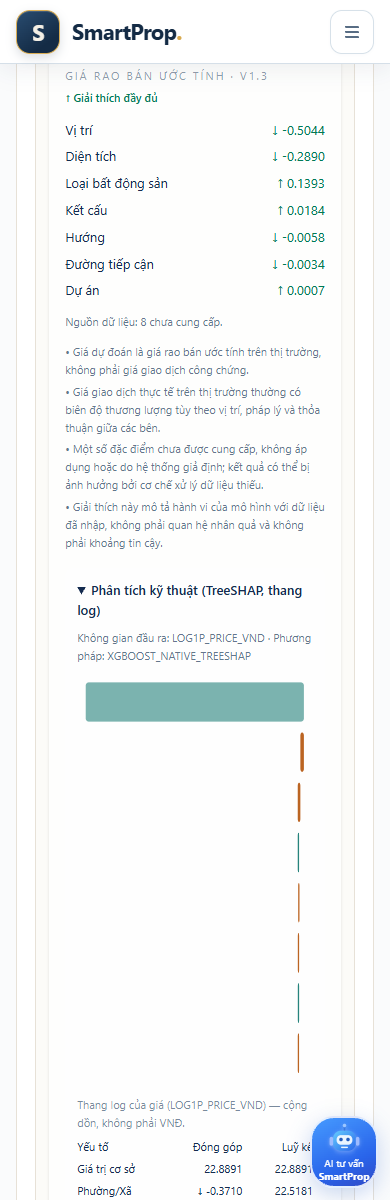 S SmartProp.
GIÁ RAO BÁN ƯỚC TÍNH · V1.3
↑ Giải thích đầy đủ
Vị trí ↓ -0.5044
Diện tích ↓ -0.2890
Loại bất động sản ↑ 0.1393
Kết cấu ↑ 0.0184
Hướng ↓ -0.0058
Đường tiếp cận ↓ -0.0034
Dự án ↑ 0.0007
Nguồn dữ liệu: 8 chưa cung cấp.
• Giá dự đoán là giá rao bán ước tính trên thị trường,
không phải giá giao dịch công chứng.
• Giá giao dịch thực tế trên thị trường thường có
biên độ thương lượng tùy theo vị trí, pháp lý và thỏa
thuận giữa các bên.
• Một số đặc điểm chưa được cung cấp, không áp
dụng hoặc do hệ thống giả định; kết quả có thể bị
ảnh hưởng bởi cơ chế xử lý dữ liệu thiếu.
• Giải thích này mô tả hành vi của mô hình với dữ liệu
đã nhập, không phải quan hệ nhân quả và không
phải khoảng tin cậy.
▼ Phân tích kỹ thuật (TreeSHAP, thang
log)
Không gian đầu ra: LOG1P_PRICE_VND · Phương
pháp: XGBOOST_NATIVE_TREESHAP
Thang log của giá (LOG1P_PRICE_VND) — cộng
dồn, không phải VNĐ.
Yếu tố Đóng góp Luỹ kế
Giá trị cơ sở 22.8891 22.8891
Phường/Xã ↓ -0.3710 22.5181
AI tư vấn
SmartProp